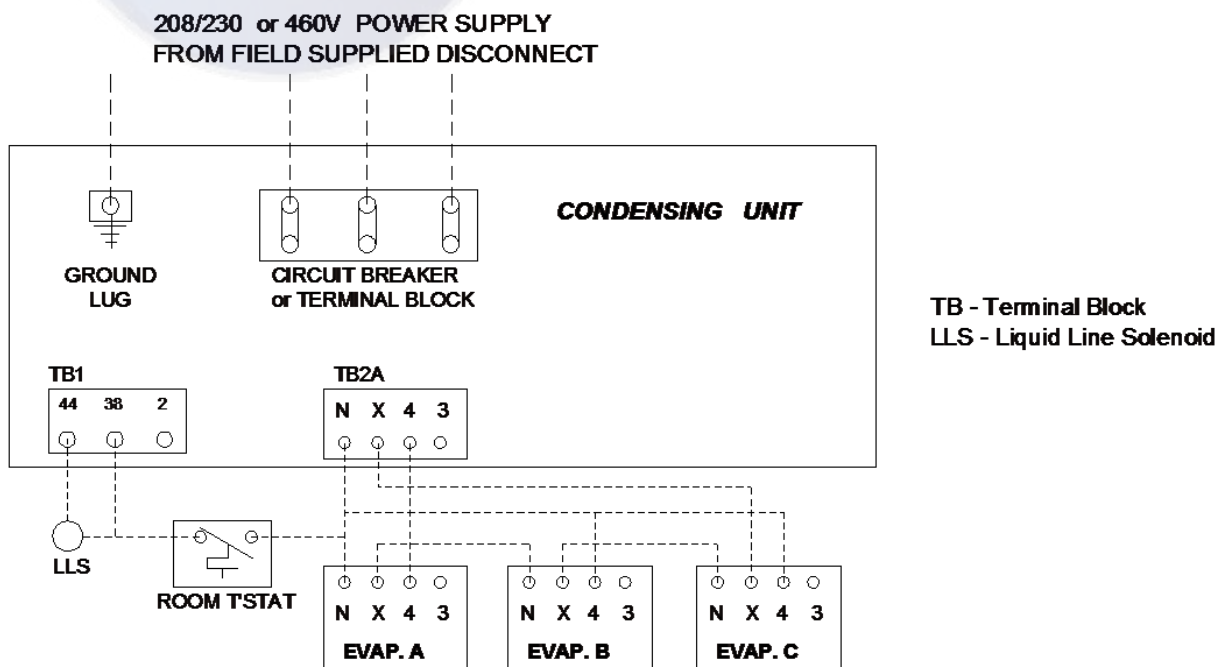 208/230 or 460V POWER SUPPLY
FROM FIELD SUPPLIED DISCONNECT
CONDENSING UNIT
GROUND
LUG
CIRCUIT BREAKER
or TERMINAL BLOCK
TB - Terminal Block
LLS - Liquid Line Solenoid
TB1
44 38 2
TB2A
N X 4 3
LLS
ROOM T'STAT
N X 4 3
EVAP. A
N X 4 3
EVAP. B
N X 4 3
EVAP. C